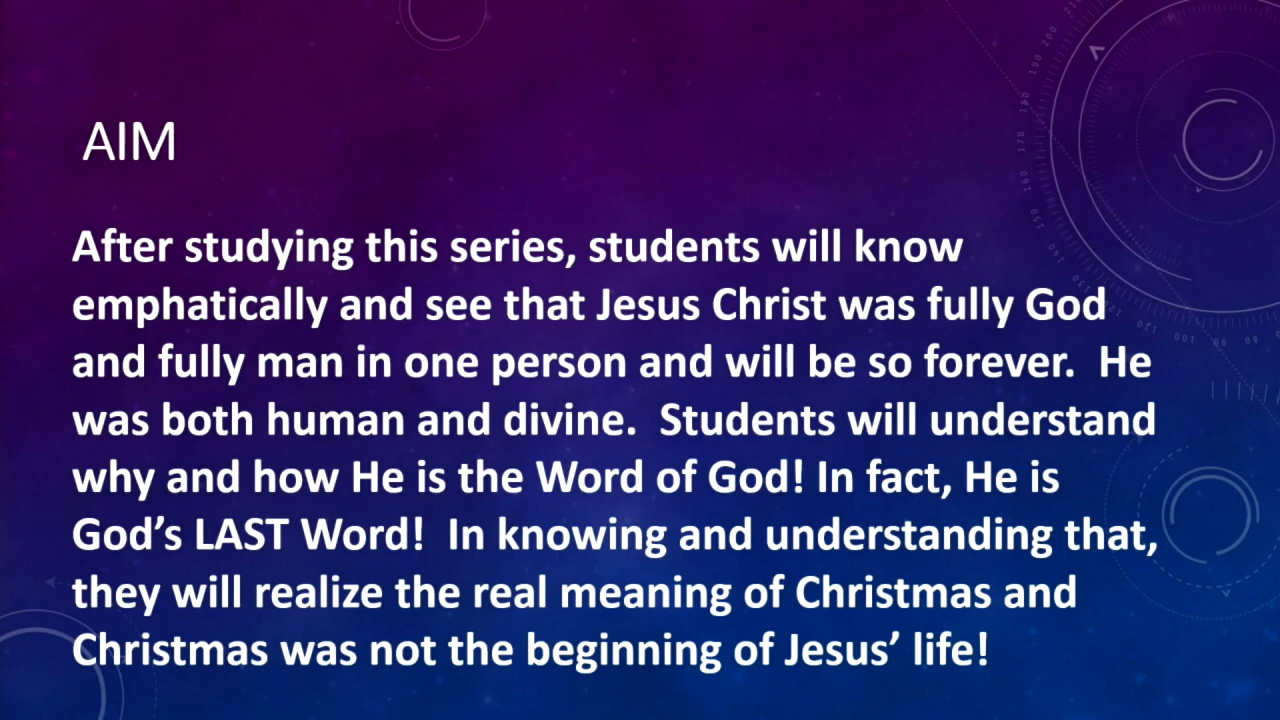 AIM
After studying this series, students will know
emphatically and see that Jesus Christ was fully God
and fully man in one person and will be so forever.  He
was both human and divine.  Students will understand
why and how He is the Word of God! In fact, He is
God’s LAST Word!  In knowing and understanding that,
they will realize the real meaning of Christmas and
Christmas was not the beginning of Jesus’ life!